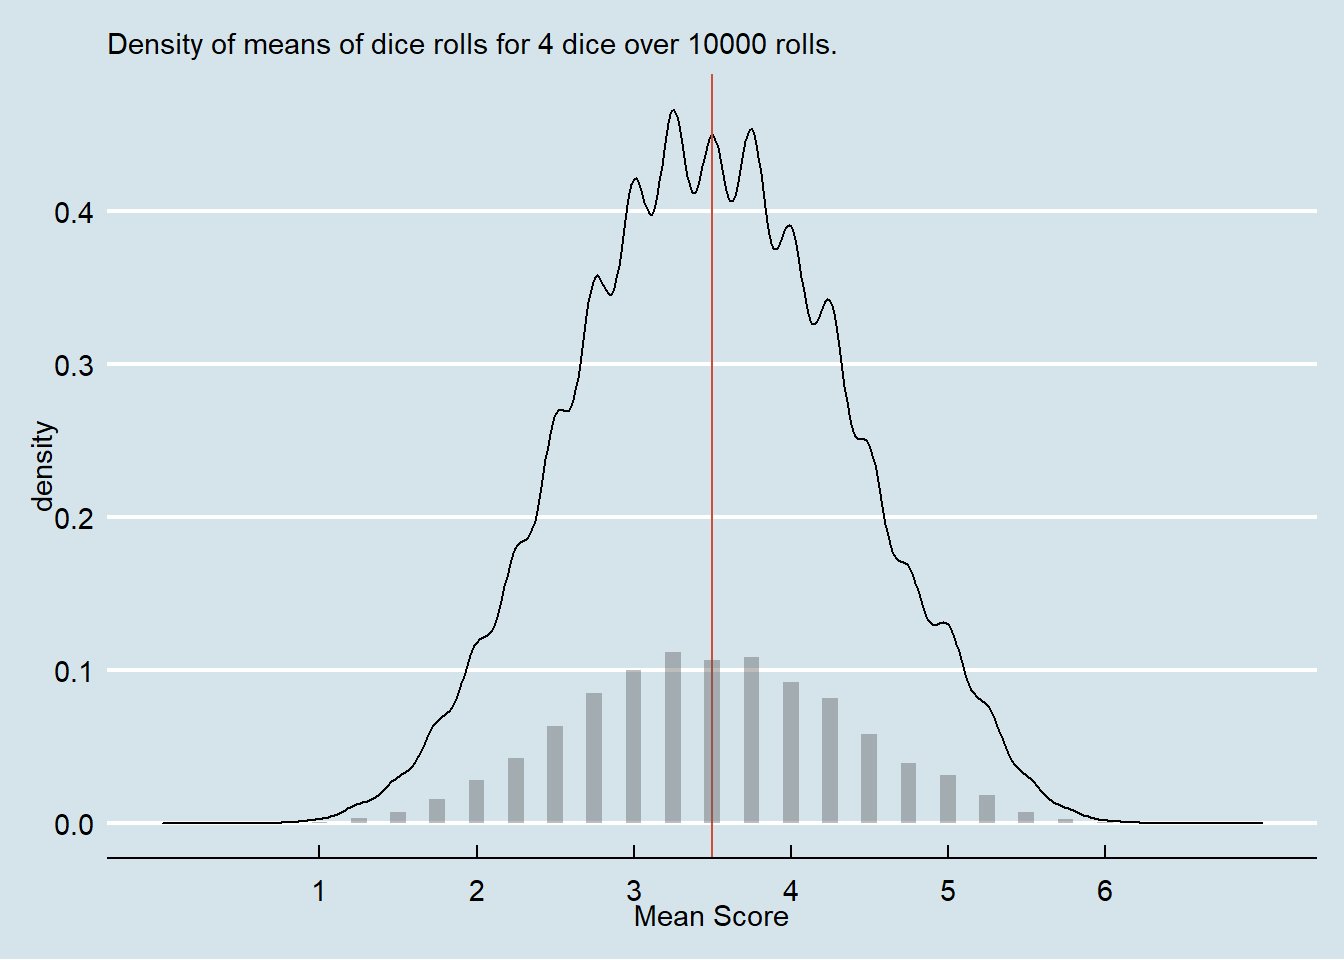 Density of means of dice rolls for 4 dice over 10000 rolls.
0.4
0.3
density
0.2
0.1
0.0
1 2 3 4 5 6
Mean Score